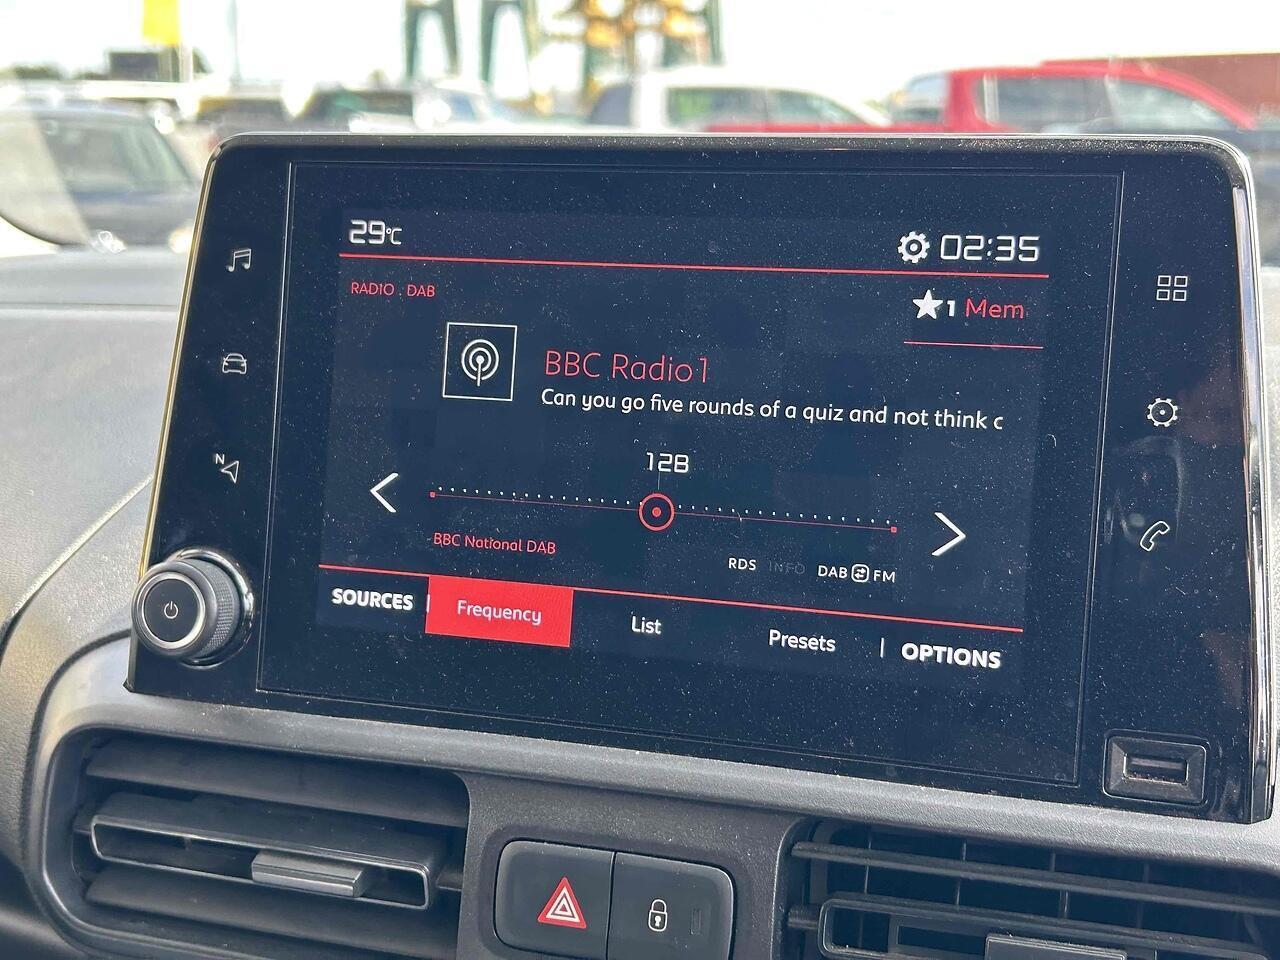 29°C
02:35
RADIO . DAB
1 Mem
BBC Radio 1
Can you go five rounds of a quiz and not think c
12B
N
BBC National DAB
RDS INFO DAB FM
SOURCES Frequency List Presets OPTIONS